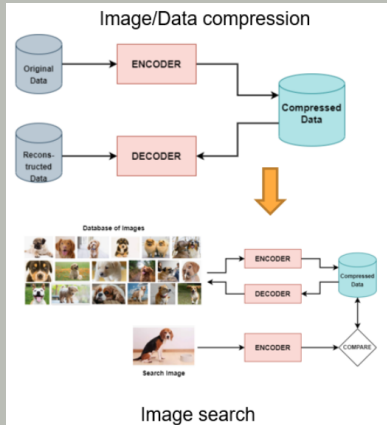 Image/Data compression
Original
Data
ENCODER
Compressed
Data
Recons-
tructed
Data
DECODER
Database of Images
ENCODER
DECODER
Compressed
Data
Search Image
ENCODER
COMPARE
Image search